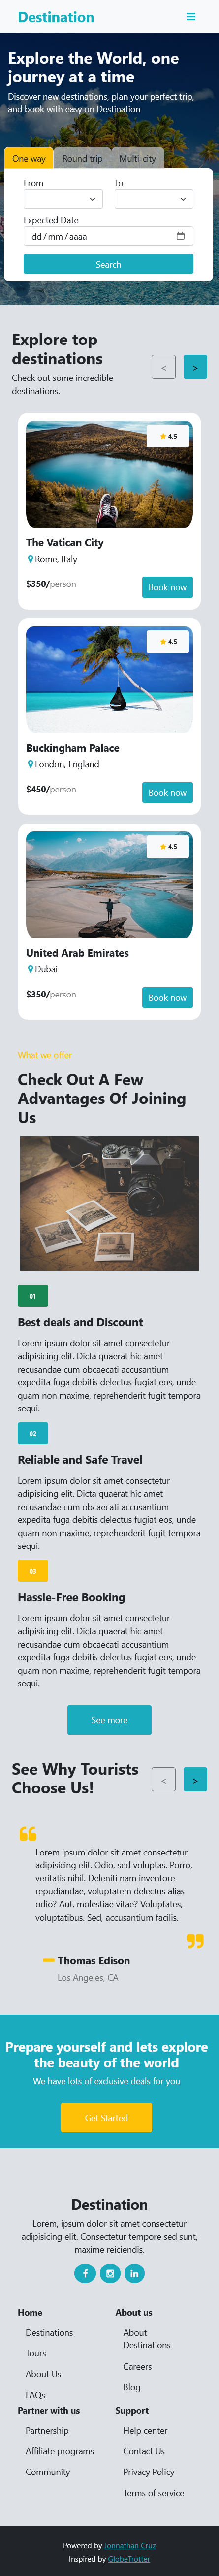 Destination
Explore the World, one
journey at a time
Discover new destinations, plan your perfect trip,
and book with easy on Destination
One way
Round trip
Multi-city
From
To
Expected Date
dd/mm/aaaa
Search
Explore top
destinations
Check out some incredible
destinations.
<
>
4.5
The Vatican City
Rome, Italy
$350/person
Book now
4.5
Buckingham Palace
London, England
$450/person
Book now
4.5
United Arab Emirates
Dubai
$350/person
Book now
What we offer
Check Out A Few
Advantages Of Joining
Us
01
Best deals and Discount
Lorem ipsum dolor sit amet consectetur
adipisicing elit. Dicta quaerat hic amet
recusandae cum obcaecati accusantium
expedita fuga debitis delectus fugiat eos, unde
quam non maxime, reprehenderit fugit tempora
sequi.
02
Reliable and Safe Travel
Lorem ipsum dolor sit amet consectetur
adipisicing elit. Dicta quaerat hic amet
recusandae cum obcaecati accusantium
expedita fuga debitis delectus fugiat eos, unde
quam non maxime, reprehenderit fugit tempora
sequi.
03
Hassle-Free Booking
Lorem ipsum dolor sit amet consectetur
adipisicing elit. Dicta quaerat hic amet
recusandae cum obcaecati accusantium
expedita fuga debitis delectus fugiat eos, unde
quam non maxime, reprehenderit fugit tempora
sequi.
See more
See Why Tourists
Choose Us!
<
>
Lorem ipsum dolor sit amet consectetur
adipisicing elit. Odio, sed voluptas. Porro,
veritatis nihil. Deleniti nam inventore
repudiandae, voluptatem delectus alias
odio? Aut, molestiae vitae? Voluptates,
voluptatibus. Sed, accusantium facilis.
Thomas Edison
Los Angeles, CA
Prepare yourself and lets explore
the beauty of the world
We have lots of exclusive deals for you
Get Started
Destination
Lorem, ipsum dolor sit amet consectetur
adipisicing elit. Consectetur tempore sed sunt,
maxime reiciendis.
Home
Destinations
Tours
About Us
FAQs
About us
About
Destinations
Careers
Blog
Partner with us
Partnership
Affiliate programs
Community
Support
Help center
Contact Us
Privacy Policy
Terms of service
Powered by Jonnathan Cruz
Inspired by GlobeTrotter